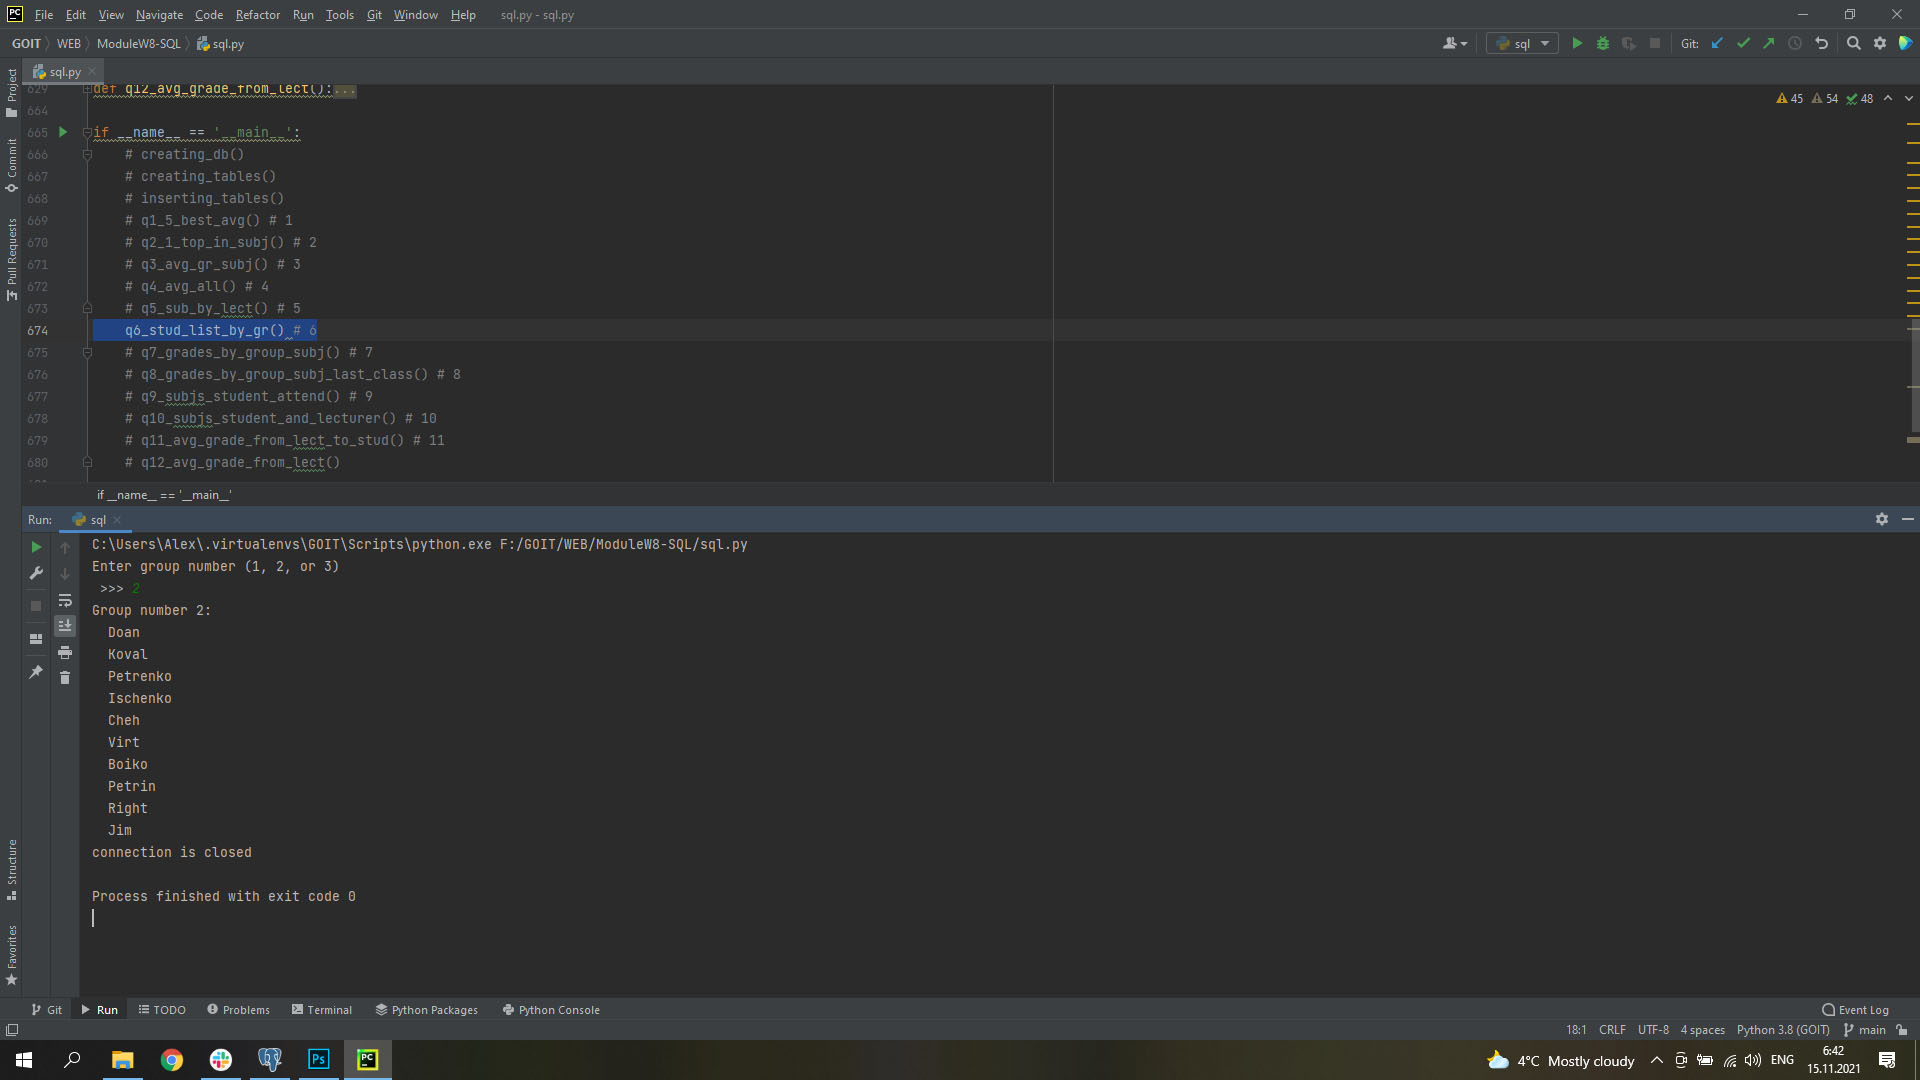 PC File Edit View Navigate Code Refactor Run Tools Git Window Help sql.py - sql.py
GOIT WEB ModuleW8-SQL sql.py sql Git:
Project
Commit
Pull Requests
Structure
Favorites
sql.py
45 54 48
629 def q12_avg_grade_from_lect():...
664
665 if __name__ == '__main__':
666 # creating_db()
667 # creating_tables()
668 # inserting_tables()
669 # q1_5_best_avg() # 1
670 # q2_1_top_in_subj() # 2
671 # q3_avg_gr_subj() # 3
672 # q4_avg_all() # 4
673 # q5_sub_by_lect() # 5
674 q6_stud_list_by_gr() # 6
675 # q7_grades_by_group_subj() # 7
676 # q8_grades_by_group_subj_last_class() # 8
677 # q9_subjs_student_attend() # 9
678 # q10_subjs_student_and_lecturer() # 10
679 # q11_avg_grade_from_lect_to_stud() # 11
680 # q12_avg_grade_from_lect()
if __name__ == '__main__'
Run: sql
C:\Users\Alex\.virtualenvs\GOIT\Scripts\python.exe F:/GOIT/WEB/ModuleW8-SQL/sql.py
Enter group number (1, 2, or 3)
>>> 2
Group number 2:
Doan
Koval
Petrenko
Ischenko
Cheh
Virt
Boiko
Petrin
Right
Jim
connection is closed
Process finished with exit code 0
Git Run TODO Problems Terminal Python Packages Python Console Event Log
18:1 CRLF UTF-8 4 spaces Python 3.8 (GOIT) main
Ps PC 4°C Mostly cloudy ENG 6:42
15.11.2021